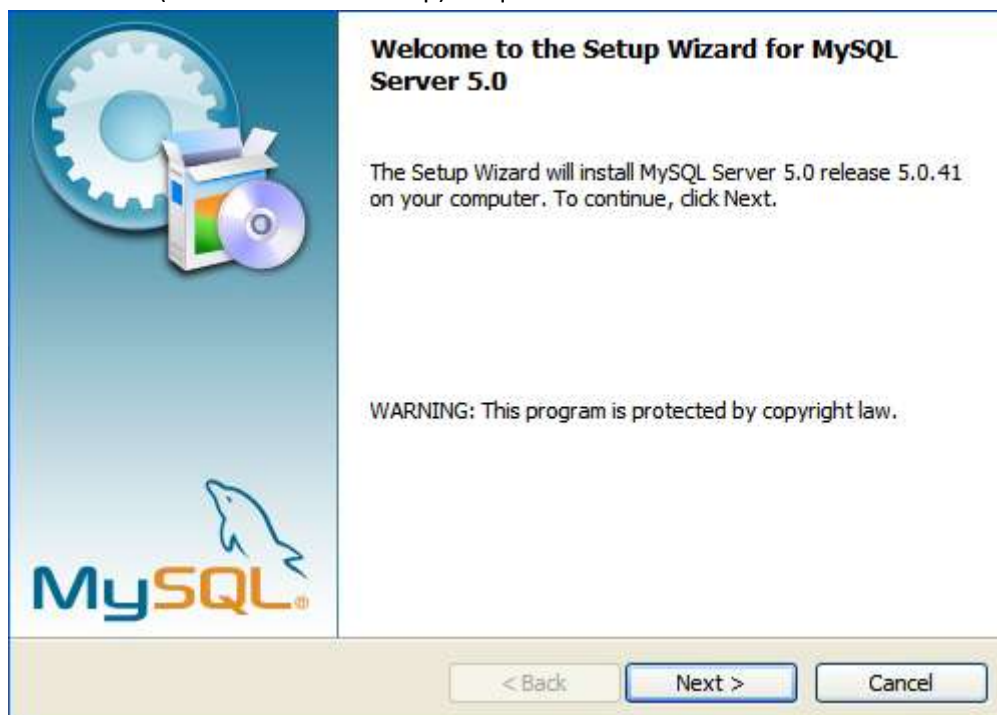 Welcome to the Setup Wizard for MySQL
Server 5.0
The Setup Wizard will install MySQL Server 5.0 release 5.0.41
on your computer. To continue, click Next.
WARNING: This program is protected by copyright law.
MySQL®
< Back
Next >
Cancel